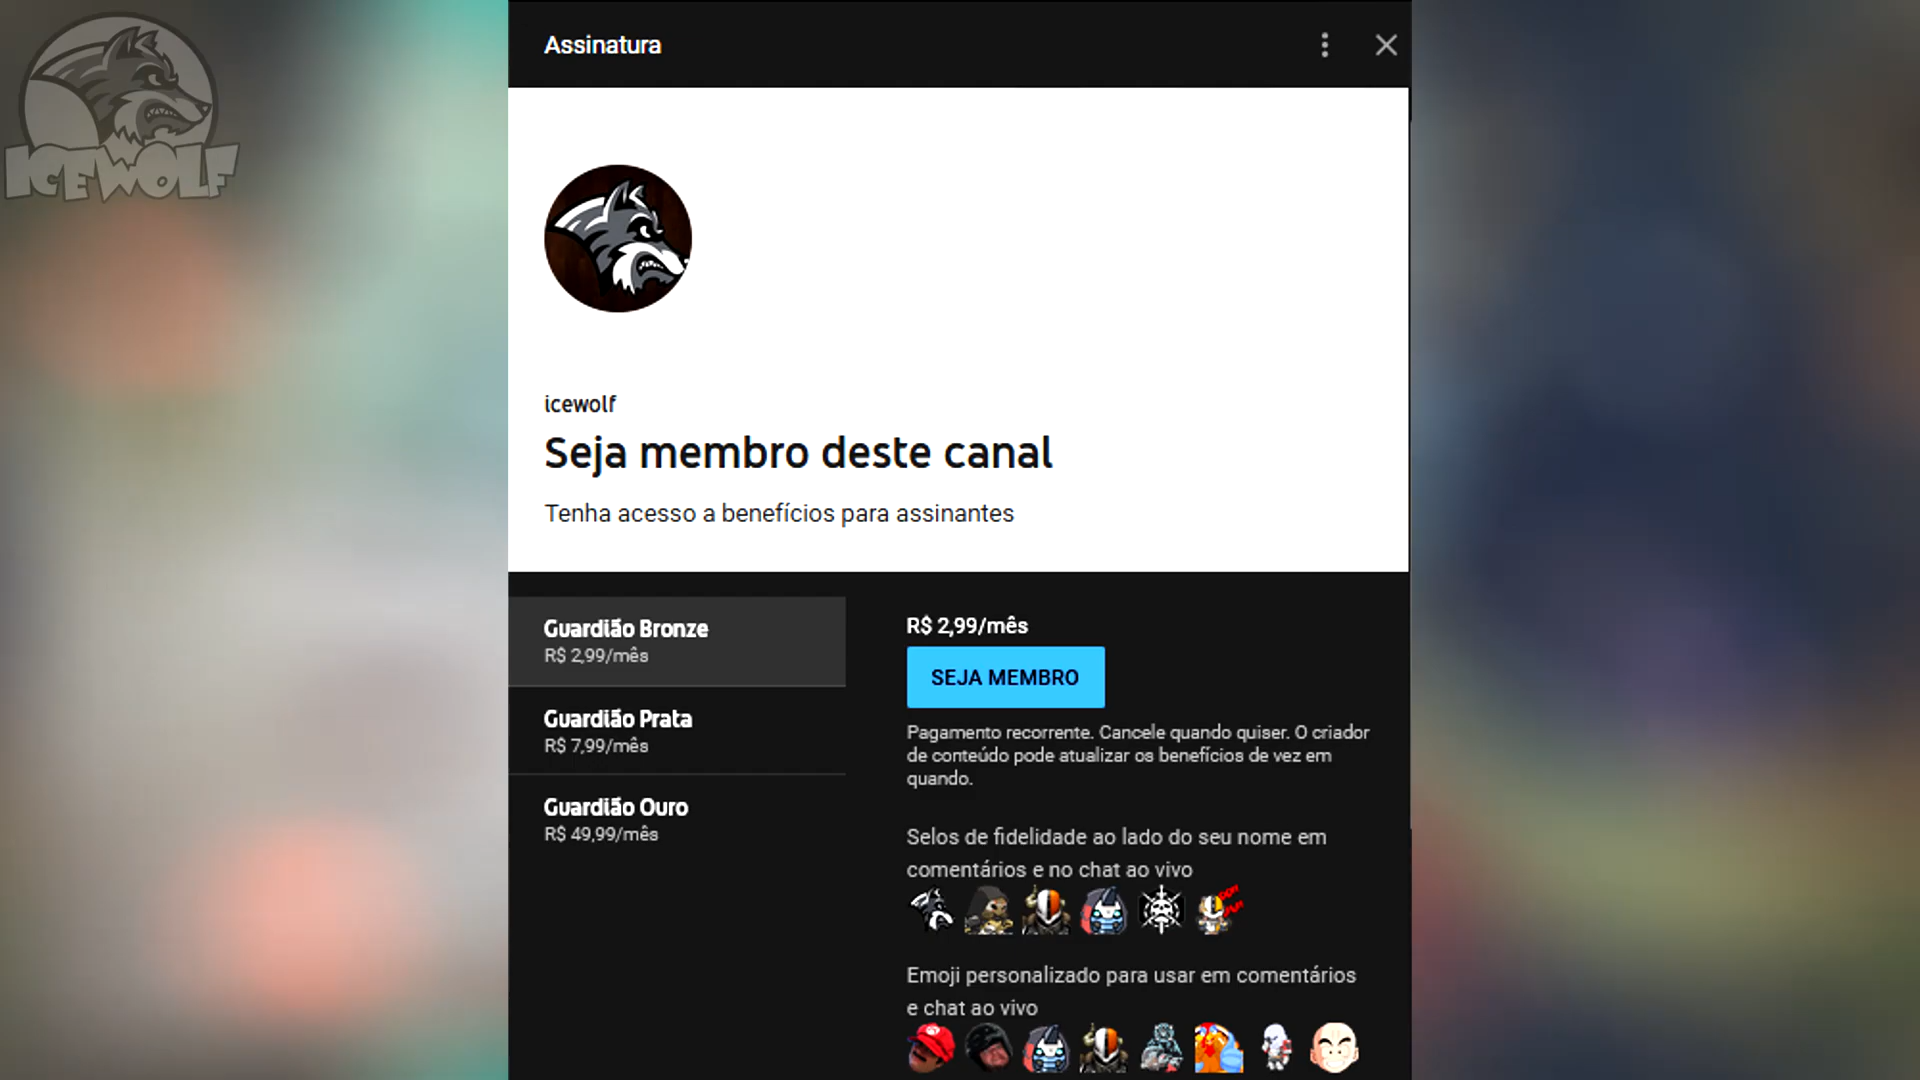 ICEWOLF
Assinatura
icewolf
Seja membro deste canal
Tenha acesso a benefícios para assinantes
Guardião Bronze
R$ 2,99/mês
Guardião Prata
R$ 7,99/mês
Guardião Ouro
R$ 49,99/mês
R$ 2,99/mês
SEJA MEMBRO
Pagamento recorrente. Cancele quando quiser. O criador
de conteúdo pode atualizar os benefícios de vez em
quando.
Selos de fidelidade ao lado do seu nome em
comentários e no chat ao vivo
Emoji personalizado para usar em comentários
e chat ao vivo